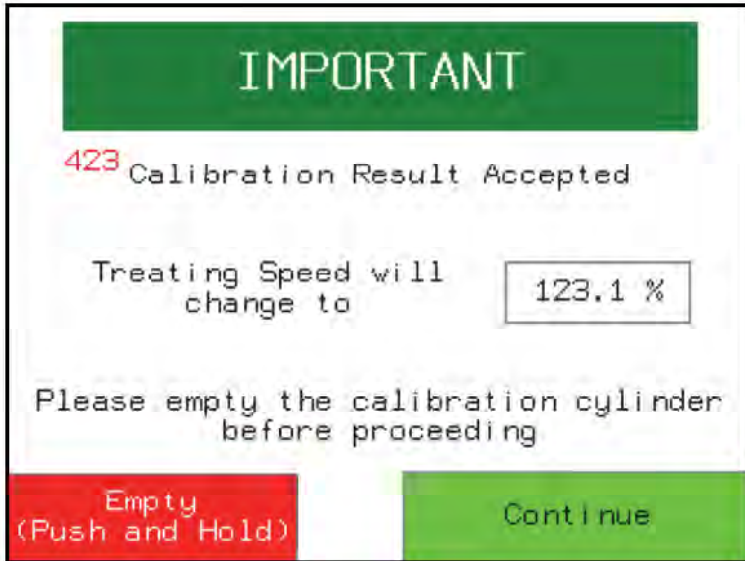 IMPORTANT
423 Calibration Result Accepted
Treating Speed will
change to
123.1 %
Please empty the calibration cylinder
before proceeding
Empty
(Push and Hold)
Continue